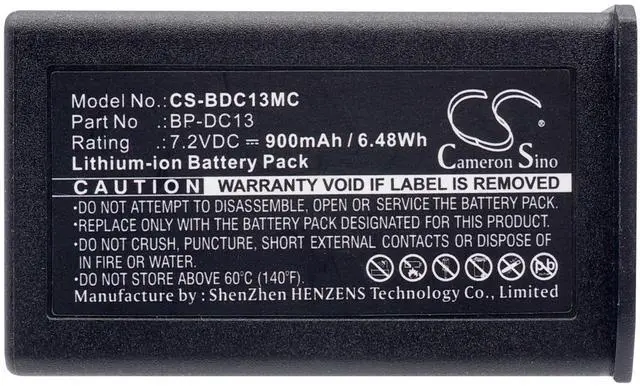 Model No.:CS-BDC13MC
Part No .:BP-DC13
Rating .:7.2VDC ⎓ 900mAh / 6.48Wh
Lithium-ion Battery Pack
CS
Cameron Sino
CAUTION WARRANTY VOID IF LABEL IS REMOVED
•DO NOT ATTEMPT TO DISASSEMBLE, OPEN OR SERVICE THE BATTERY PACK.
•REPLACE ONLY WITH THE BATTERY PACK DESIGNATED FOR THIS PRODUCT.
•DO NOT CRUSH, PUNCTURE, SHORT EXTERNAL CONTACTS OR DISPOSE OF
IN FIRE OR WATER.
•DO NOT STORE ABOVE 60°C (140°F).
Pb
Manufacture by : ShenZhen HENZENS Technology Co., Limited